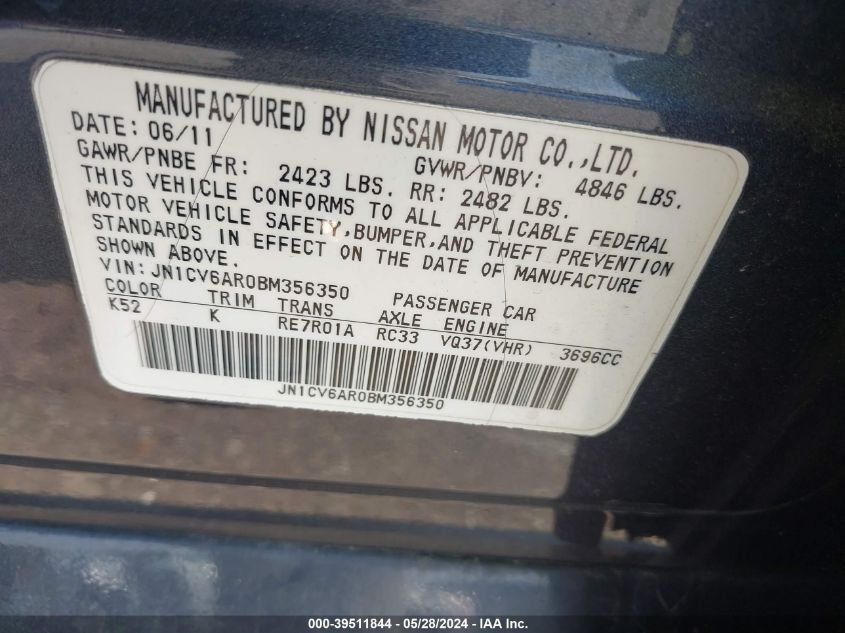 MANUFACTURED BY NISSAN MOTOR CO.,LTD.
DATE: 06/11 GVWR/PNBV: 4846 LBS.
GAWR/PNBE FR: 2423 LBS. RR: 2482 LBS.
THIS VEHICLE CONFORMS TO ALL APPLICABLE FEDERAL
MOTOR VEHICLE SAFETY,BUMPER,AND THEFT PREVENTION
STANDARDS IN EFFECT ON THE DATE OF MANUFACTURE
SHOWN ABOVE.
VIN: JN1CV6AR0BM356350 PASSENGER CAR
COLOR TRIM TRANS AXLE ENGINE
K52 K RE7R01A RC33 VQ37(VHR) 3696CC
JN1CV6AR0BM356350
000-39511844 - 05/28/2024 - IAA Inc.